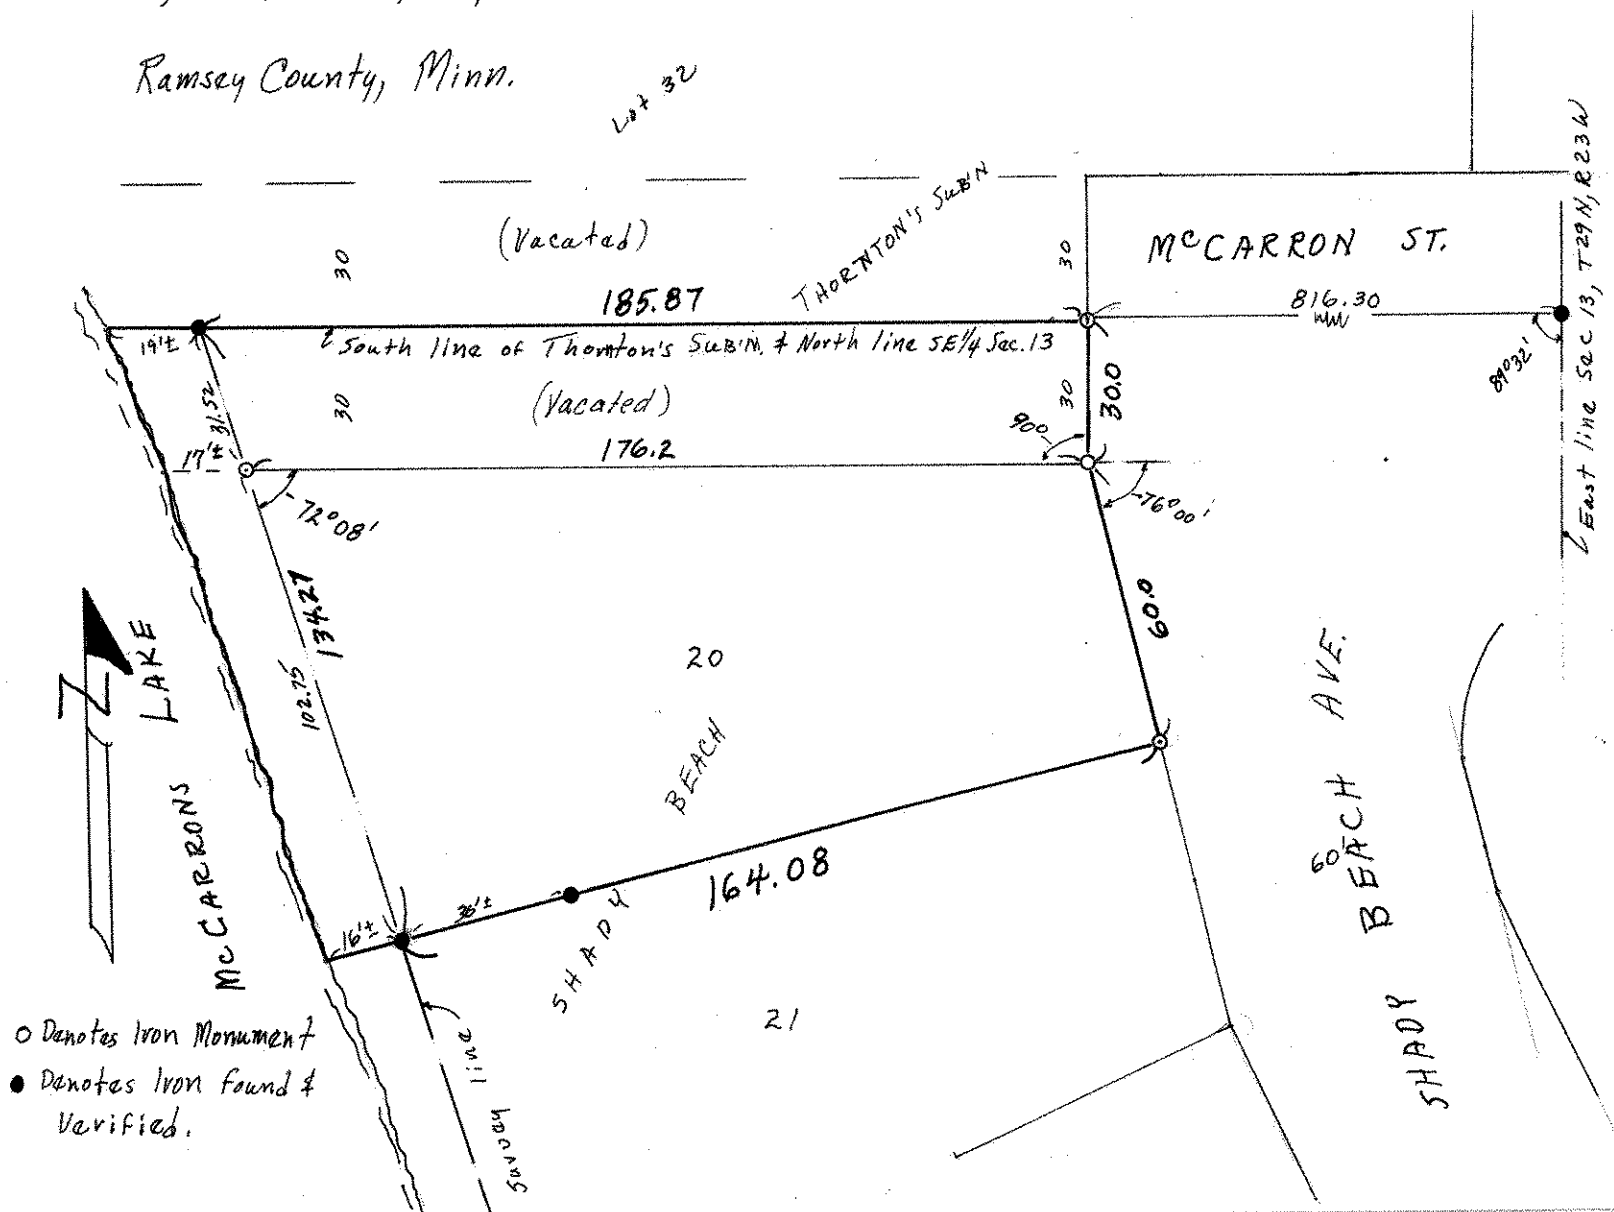 Ramsey County, Minn.
Lot 32
(Vacated)
THORNTON'S SUB'N
McCARRON ST.
30
30
185.87
816.30
19'±
South line of Thornton's SUB'N. & North line SE1/4 Sec. 13
89°32'
East line Sec 13, T29N, R23W
31.52
30
(Vacated)
30
30.0
17'±
176.2
90°
72°08'
76°00'
134.27
102.75
60.0
20
LAKE
McCARRONS
SHADY BEACH
SHADY BEACH AVE.
60
164.08
36'±
16'±
21
Survey line
N
○ Denotes Iron Monument
● Denotes Iron found &
Verified.